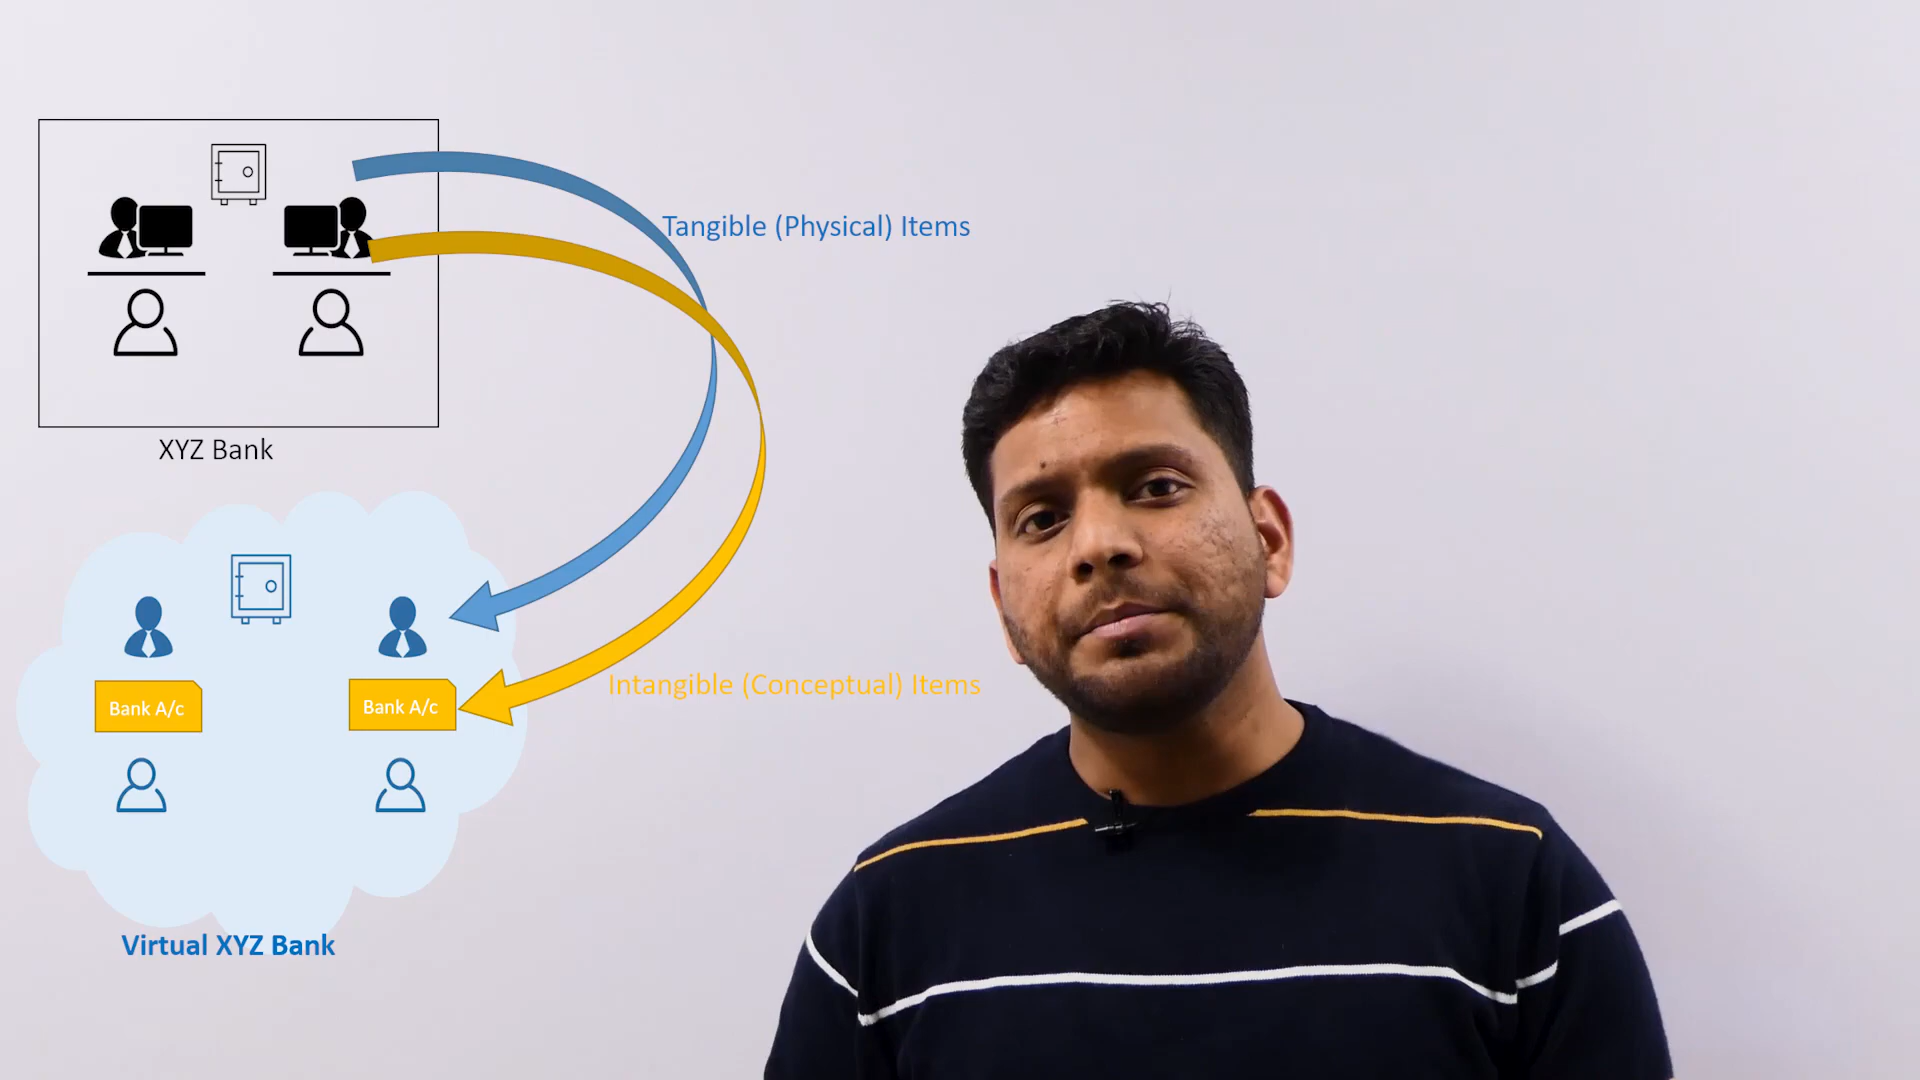 Tangible (Physical) Items
XYZ Bank
Intangible (Conceptual) Items
Bank A/c
Bank A/c
Virtual XYZ Bank